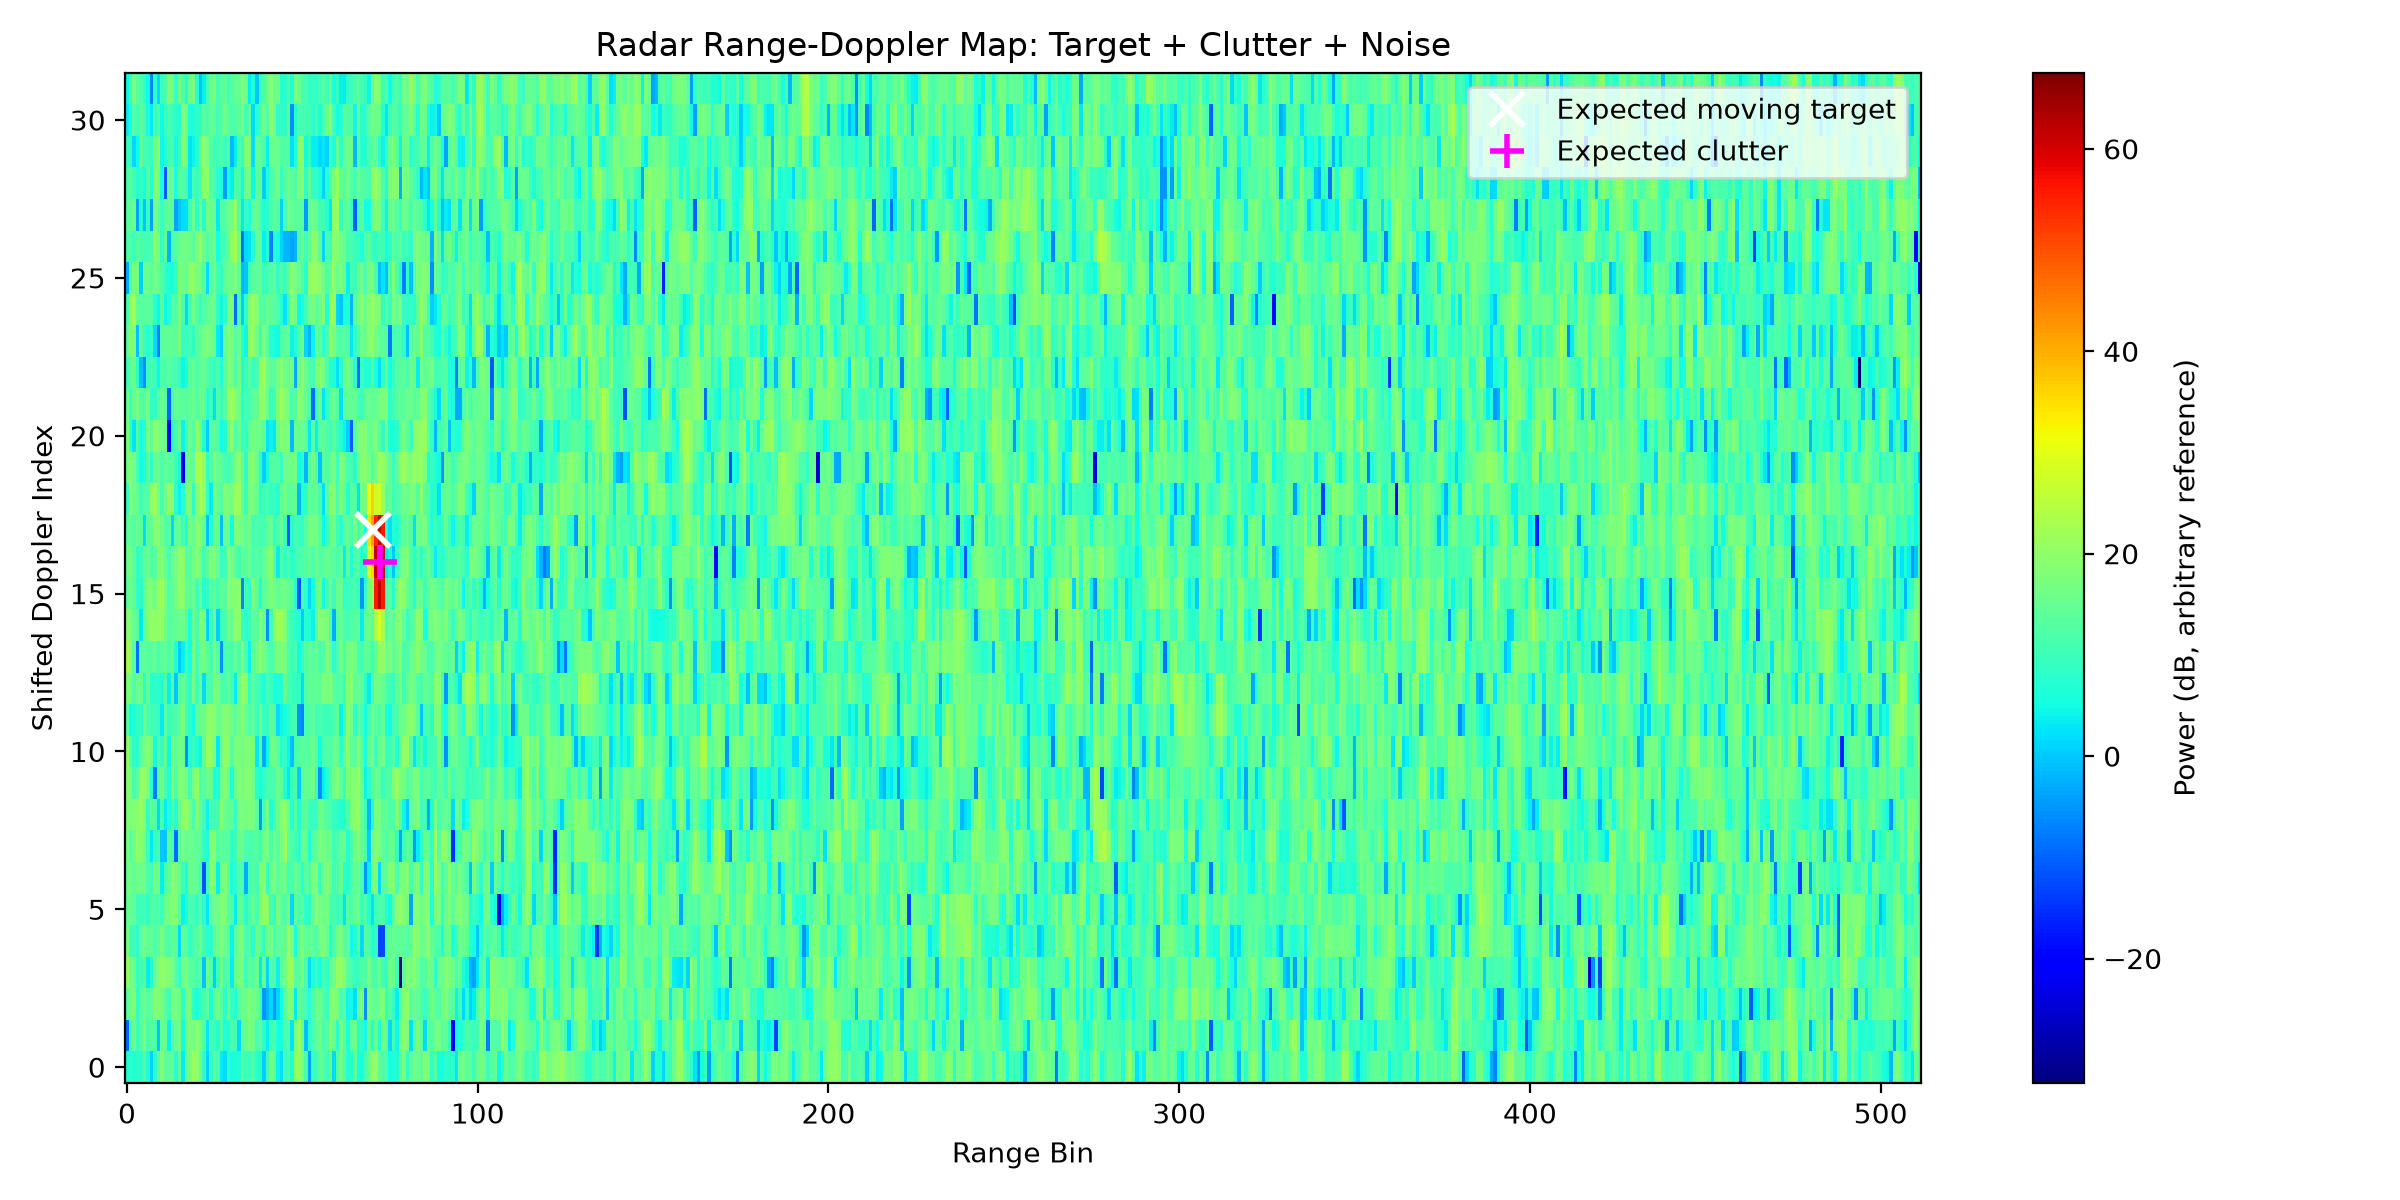 Radar Range-Doppler Map: Target + Clutter + Noise
Expected moving target
Expected clutter
Shifted Doppler Index
30
25
20
15
10
5
0
0 100 200 300 400 500
Range Bin
60
40
20
0
−20
Power (dB, arbitrary reference)